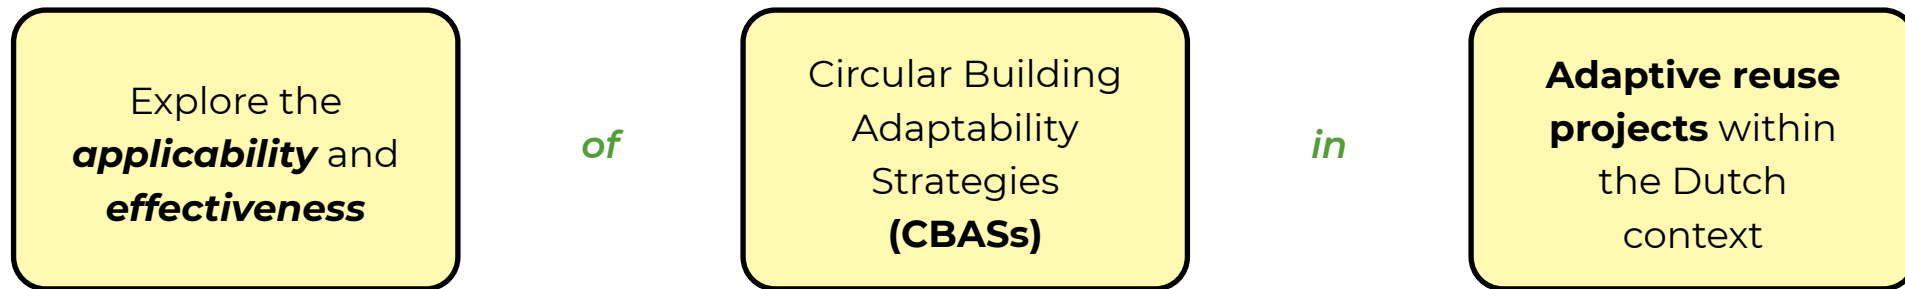 Explore the
applicability and
effectiveness
of
Circular Building
Adaptability
Strategies
(CBASs)
in
Adaptive reuse
projects within
the Dutch
context